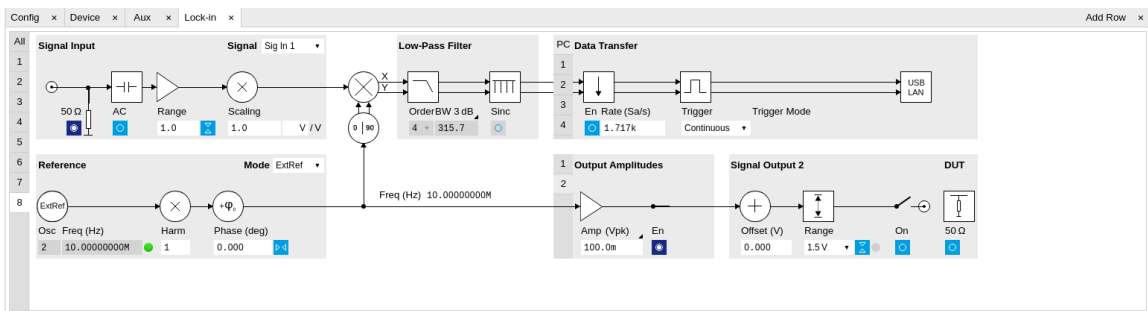 Config × Device × Aux × Lock-in × Add Row ×
All
1
2
3
4
5
6
7
8
Signal Input Signal Sig In 1
50 Ω AC Range Scaling
1.0 1.0 V / V
X
Y
0 | 90
Low-Pass Filter
Order BW 3 dB Sinc
4 315.7
PC Data Transfer
1
2
3
4
USB
LAN
En Rate (Sa/s) Trigger Trigger Mode
1.717k Continuous
Reference Mode ExtRef
ExtRef +φ₀
Osc Freq (Hz) Harm Phase (deg)
2 10.00000000M 1 0.000
Freq (Hz) 10.00000000M
1 Output Amplitudes
2
Amp (Vpk) En
100.0m
Signal Output 2 DUT
Offset (V) Range On 50 Ω
0.000 1.5 V